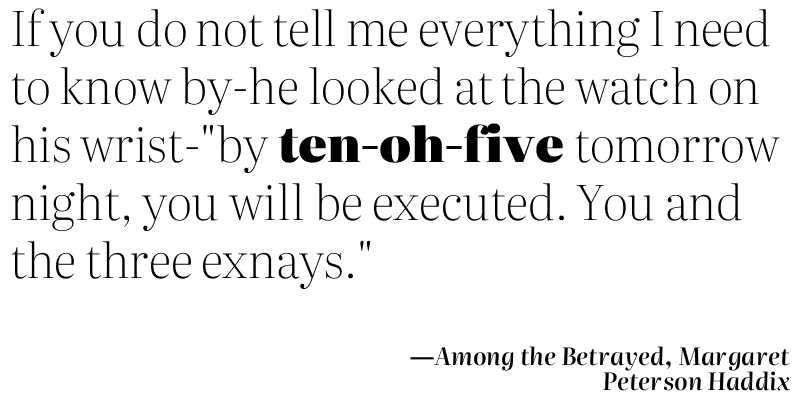 If you do not tell me everything I need
to know by-he looked at the watch on
his wrist-"by ten-oh-five tomorrow
night, you will be executed. You and
the three exnays."
—Among the Betrayed, Margaret
Peterson Haddix